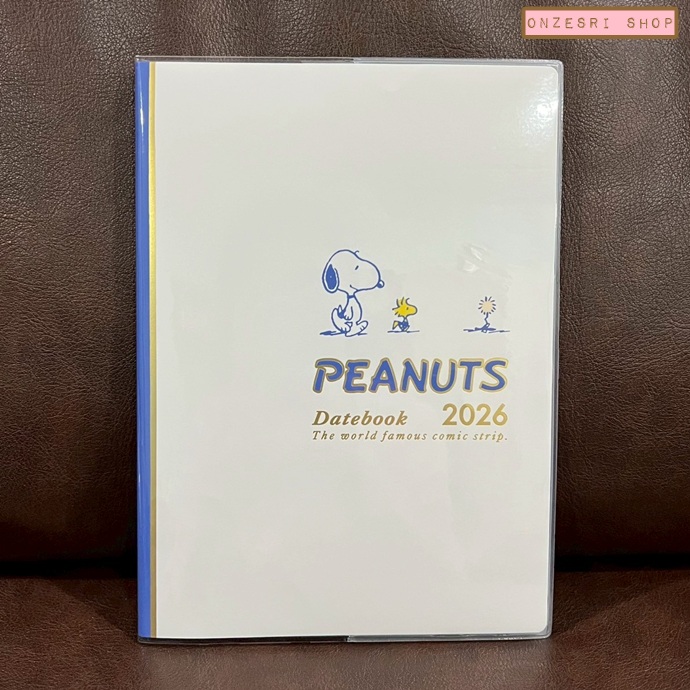 ONZESRI SHOP
PEANUTS
Datebook 2026
The world famous comic strip.